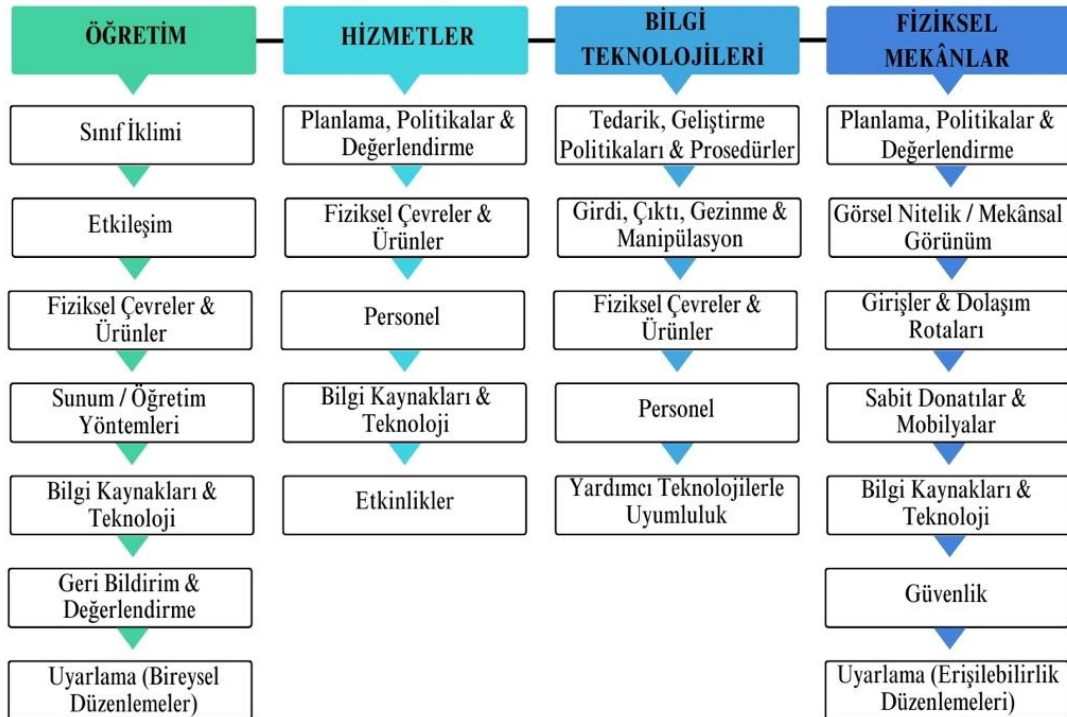 ÖĞRETİM
Sınıf İklimi
Etkileşim
Fiziksel Çevreler &
Ürünler
Sunum / Öğretim
Yöntemleri
Bilgi Kaynakları &
Teknoloji
Geri Bildirim &
Değerlendirme
Uyarlama (Bireysel
Düzenlemeler)
HİZMETLER
Planlama, Politikalar &
Değerlendirme
Fiziksel Çevreler &
Ürünler
Personel
Bilgi Kaynakları &
Teknoloji
Etkinlikler
BİLGİ
TEKNOLOJİLERİ
Tedarik, Geliştirme
Politikaları & Prosedürler
Girdi, Çıktı, Gezinme &
Manipülasyon
Fiziksel Çevreler &
Ürünler
Personel
Yardımcı Teknolojilerle
Uyumluluk
FİZİKSEL
MEKÂNLAR
Planlama, Politikalar &
Değerlendirme
Görsel Nitelik / Mekânsal
Görünüm
Girişler & Dolaşım
Rotaları
Sabit Donatılar &
Mobilyalar
Bilgi Kaynakları &
Teknoloji
Güvenlik
Uyarlama (Erişilebilirlik
Düzenlemeleri)